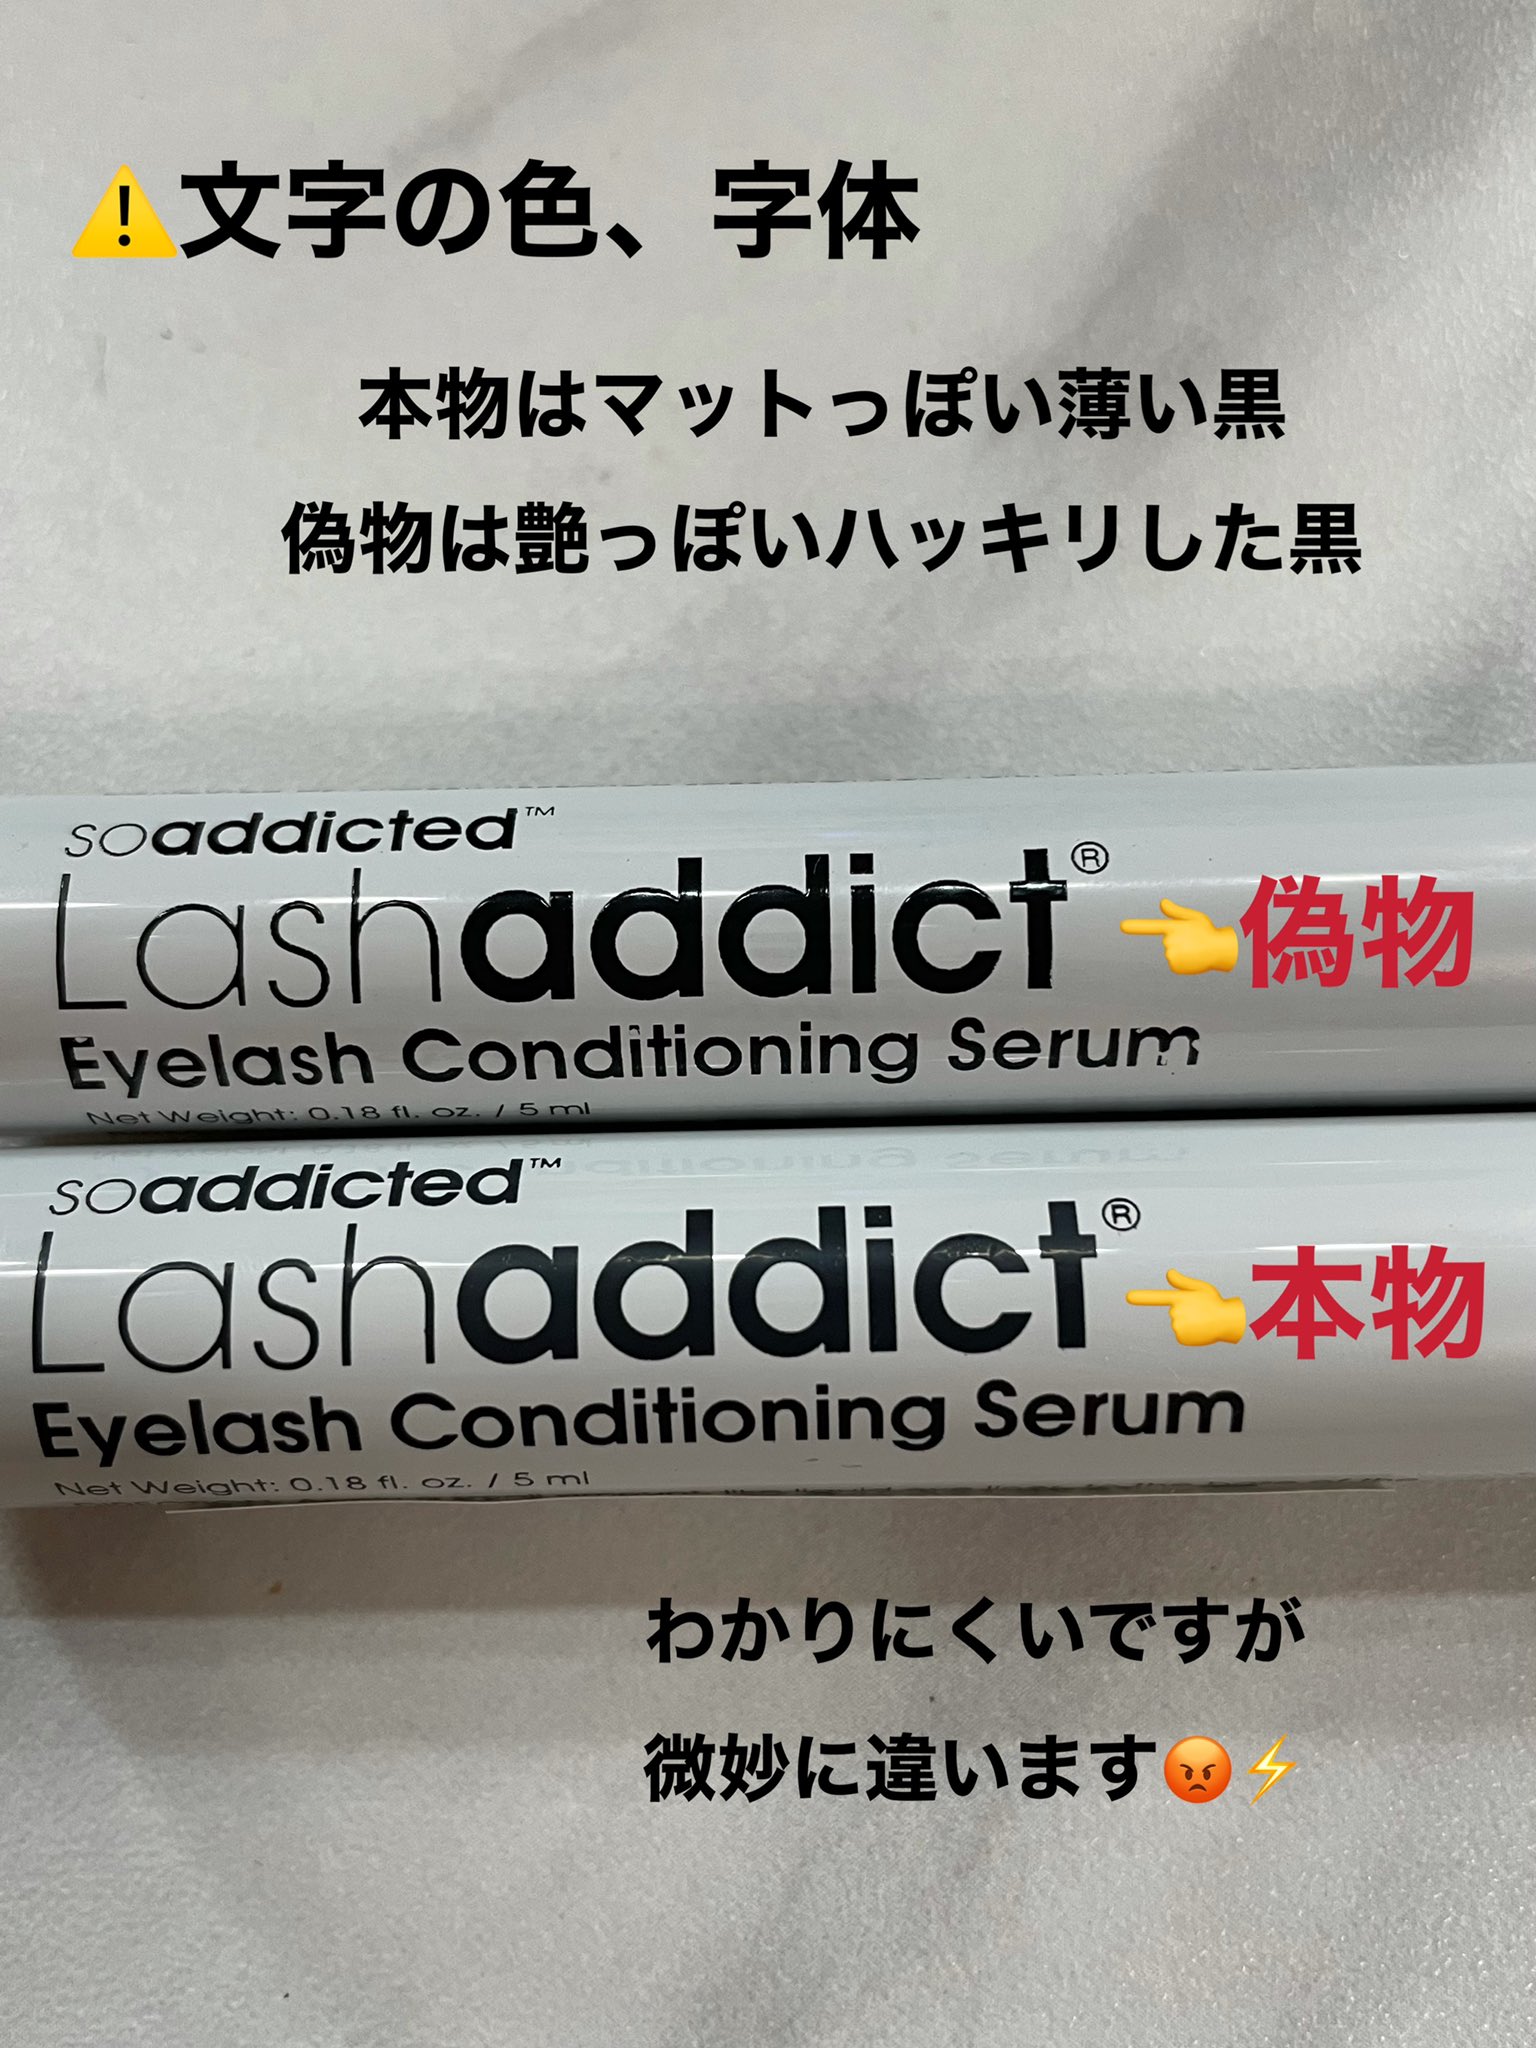 ⚠️文字の色、字体
本物はマットっぽい薄い黒
偽物は艶っぽいハッキリした黒
soaddicted™
Lashaddict®
👈偽物
Eyelash Conditioning Serum
Net Weight: 0.18 fl. oz. / 5 ml
soaddicted™
Lashaddict®
👈本物
Eyelash Conditioning Serum
Net Weight: 0.18 fl. oz. / 5 ml
わかりにくいですが
微妙に違います😡⚡